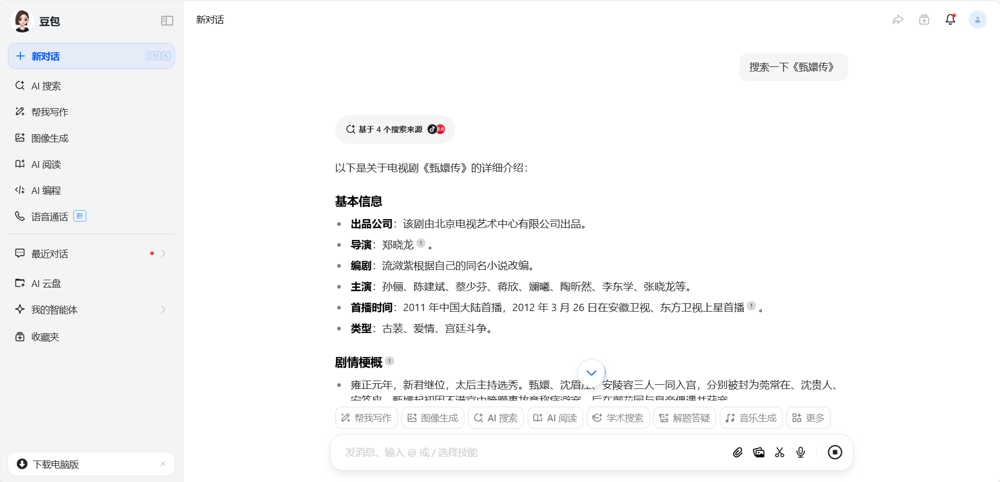 豆包
新对话
新对话 Ctrl K
AI 搜索
帮我写作
图像生成
AI 阅读
AI 编程
语音通话 新
最近对话
AI 云盘
我的智能体
收藏夹
下载电脑版
搜索一下《甄嬛传》
基于 4 个搜索来源
以下是关于电视剧《甄嬛传》的详细介绍：
基本信息
• 出品公司：该剧由北京电视艺术中心有限公司出品。
• 导演：郑晓龙 1 。
• 编剧：流潋紫根据自己的同名小说改编。
• 主演：孙俪、陈建斌、蔡少芬、蒋欣、斓曦、陶昕然、李东学、张晓龙等。
• 首播时间：2011 年中国大陆首播，2012 年 3 月 26 日在安徽卫视、东方卫视上星首播 1 。
• 类型：古装、爱情、宫廷斗争。
剧情梗概 1
• 雍正元年，新君继位，太后主持选秀。甄嬛、沈眉庄、安陵容三人一同入宫，分别被封为莞常在、沈贵人、
帮我写作 图像生成 AI 搜索 AI 阅读 学术搜索 解题答疑 音乐生成 更多
发消息、输入 @ 或 / 选择技能